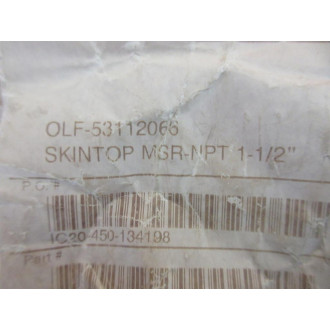 OLF-53112066
SKINTOP MSR-NPT 1-1/2"
P.O. #
IC20-450-134198
Part #